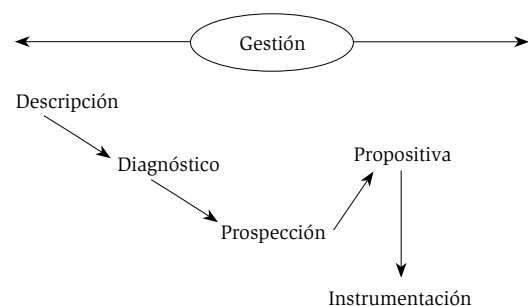 Gestión
Descripción
Diagnóstico
Propositiva
Prospección
Instrumentación